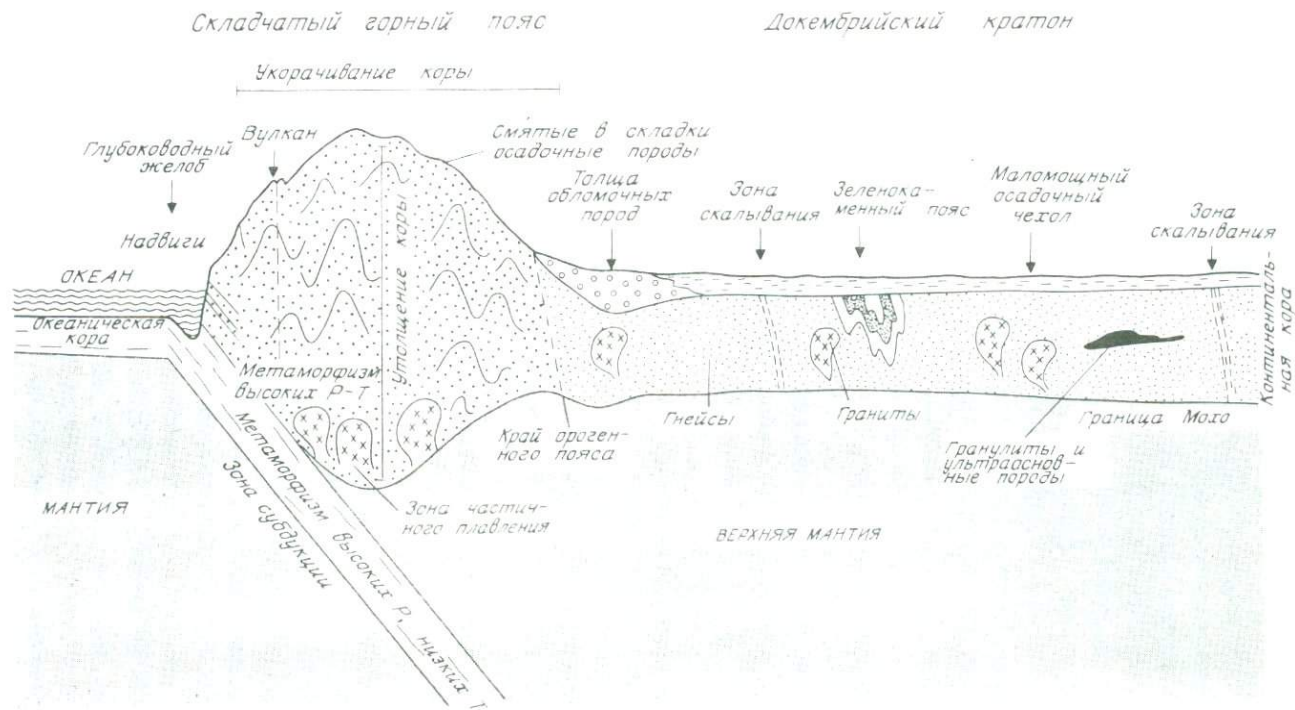 Складчатый горный пояс
Докембрийский кратон
Укорачивание коры
Глубоководный
желоб
Вулкан
Смятые в складки
осадочные породы
Толща
обломочных
пород
Зона
скалывания
Зеленока-
менный пояс
Маломощный
осадочный
чехол
Зона
скалывания
Надвиги
ОКЕАН
Океаническая
кора
Утолщение коры
Континенталь-
ная кора
Метаморфизм
высоких Р-Т
Край ороген-
ного пояса
Гнейсы
Граниты
Граница Мохо
Гранулиты и
ультраоснов-
ные породы
Зона частич-
ного плавления
Метаморфизм высоких Р, низких Т
Зона субдукции
МАНТИЯ
ВЕРХНЯЯ МАНТИЯ